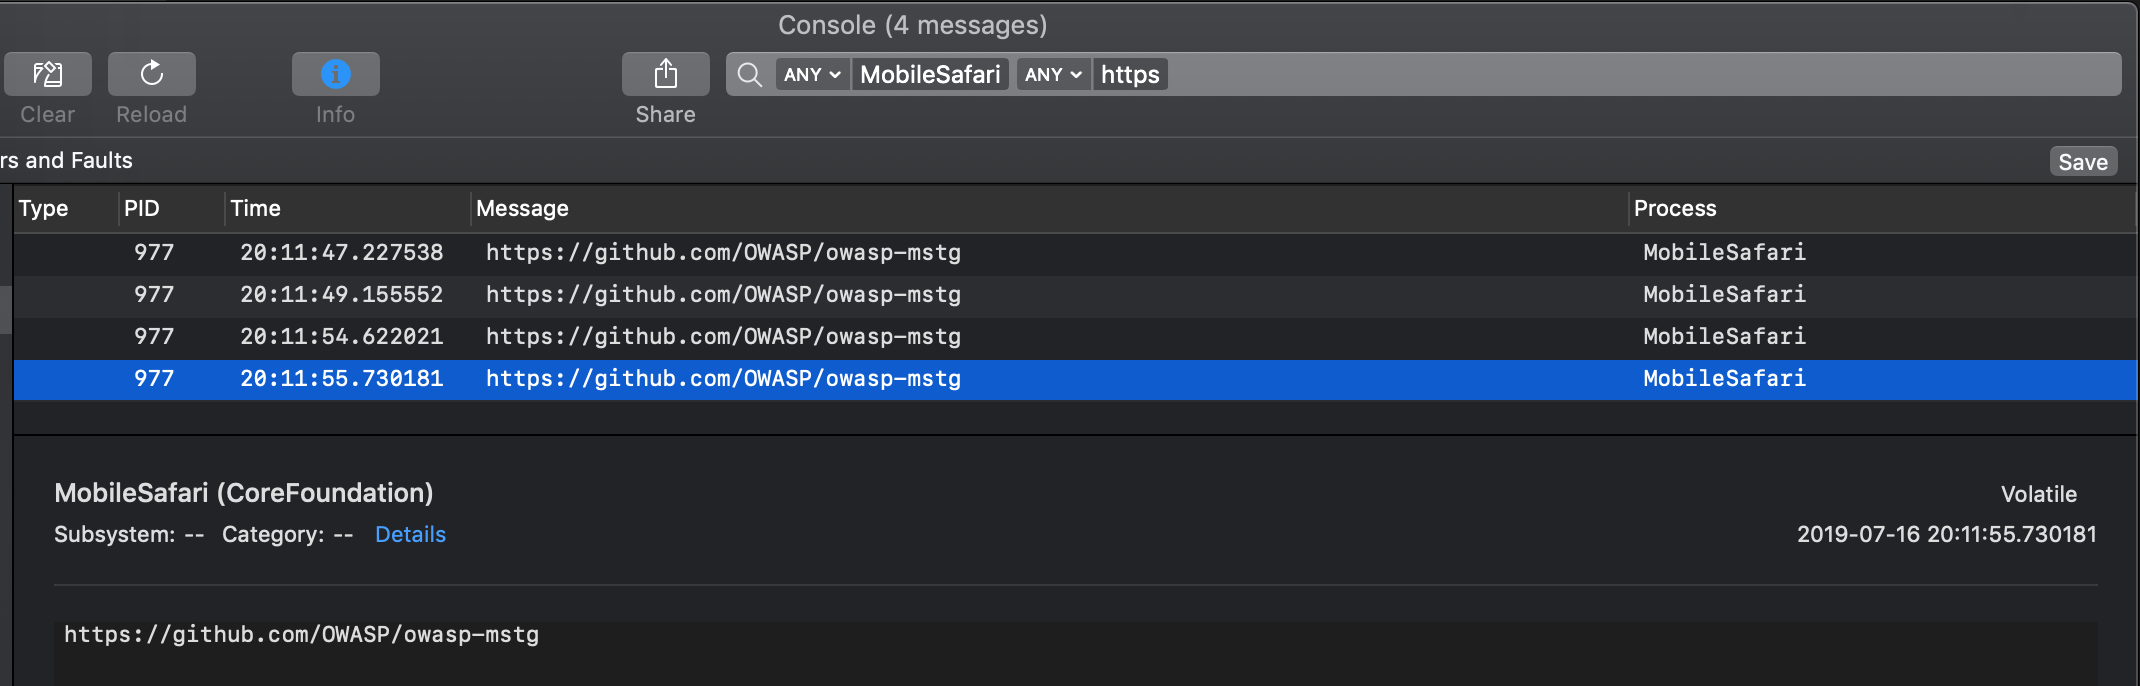 Console (4 messages)
ANY MobileSafari ANY https
Clear Reload Info Share
rs and Faults Save
Type PID Time Message Process
977 20:11:47.227538 https://github.com/OWASP/owasp-mstg MobileSafari
977 20:11:49.155552 https://github.com/OWASP/owasp-mstg MobileSafari
977 20:11:54.622021 https://github.com/OWASP/owasp-mstg MobileSafari
977 20:11:55.730181 https://github.com/OWASP/owasp-mstg MobileSafari
MobileSafari (CoreFoundation) Volatile
Subsystem: -- Category: -- Details 2019-07-16 20:11:55.730181
https://github.com/OWASP/owasp-mstg